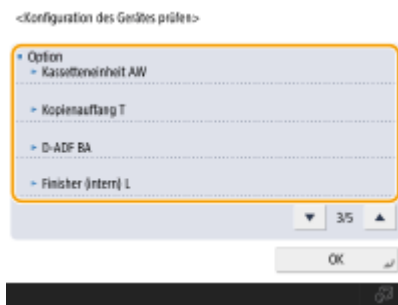 <Konfiguration des Gerätes prüfen>
Option
Kassetteneinheit AW
Kopienauffang T
D-ADF BA
Finisher (intern) L
3/5
OK